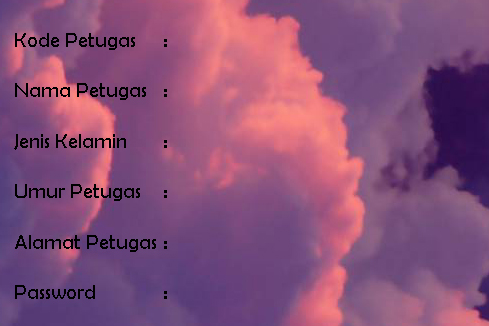 Kode Petugas :
Nama Petugas :
Jenis Kelamin :
Umur Petugas :
Alamat Petugas :
Password :